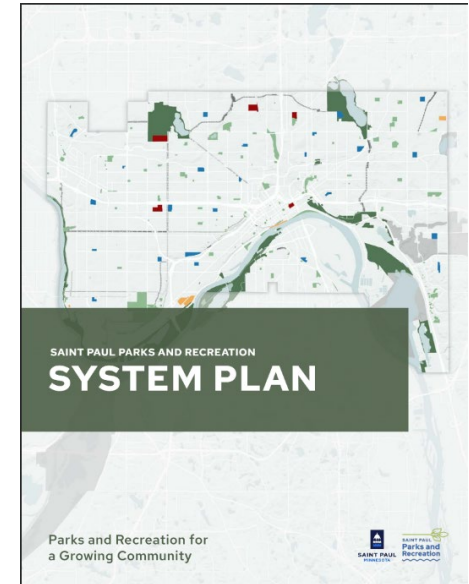 SAINT PAUL PARKS AND RECREATION
SYSTEM PLAN
Parks and Recreation for
a Growing Community
SAINT PAUL
MINNESOTA
SAINT PAUL
Parks and
Recreation